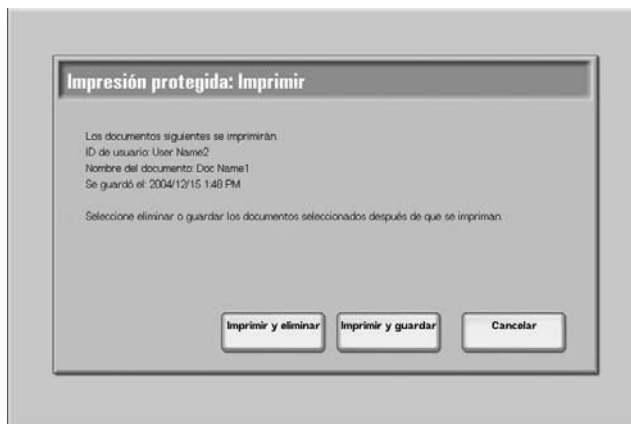 Impresión protegida: Imprimir
Los documentos siguientes se imprimirán.
ID de usuario: User Name2
Nombre del documento: Doc Name1
Se guardó el: 2004/12/15 1:48 PM
Seleccione eliminar o guardar los documentos seleccionados después de que se impriman.
Imprimir y eliminar
Imprimir y guardar
Cancelar